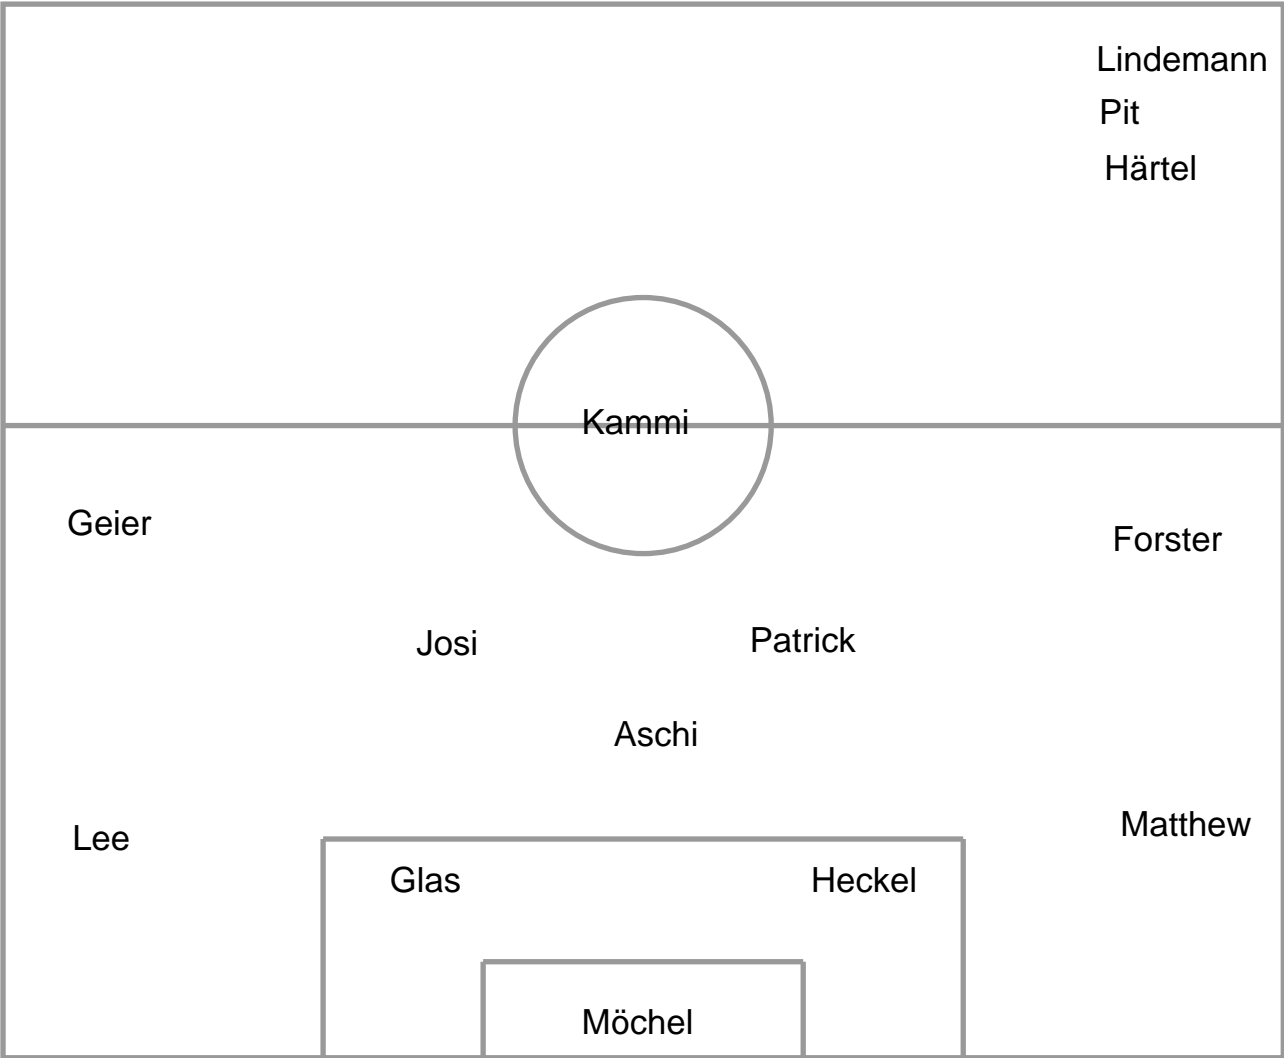 Lindemann
Pit
Härtel
Kammi
Geier
Forster
Josi
Patrick
Aschi
Lee
Matthew
Glas
Heckel
Möchel